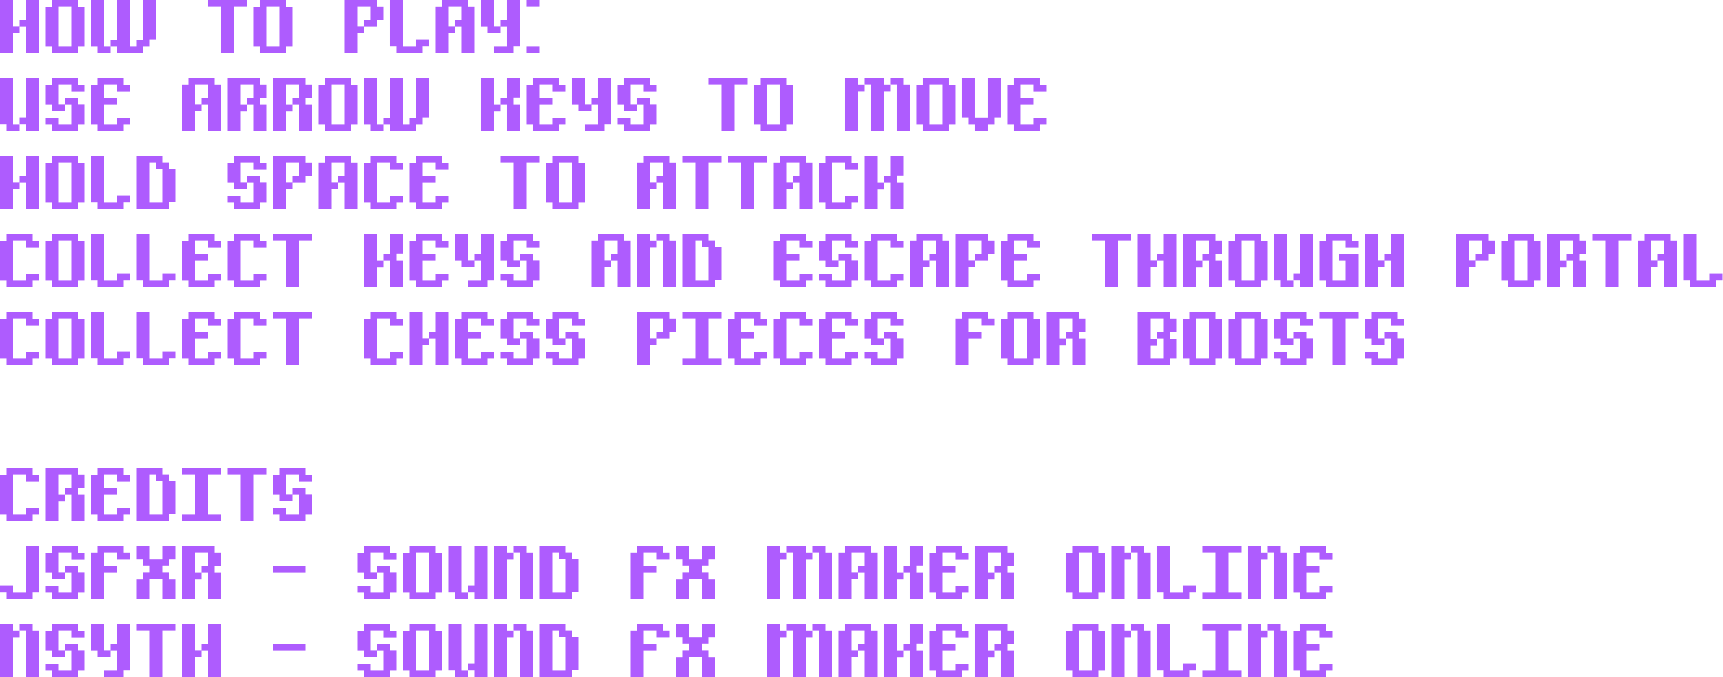 HOW TO PLAY:
USE ARROW KEYS TO MOVE
HOLD SPACE TO ATTACK
COLLECT KEYS AND ESCAPE THROUGH PORTAL
COLLECT CHESS PIECES FOR BOOSTS
CREDITS
JSFXR - SOUND FX MAKER ONLINE
NSYTH - SOUND FX MAKER ONLINE